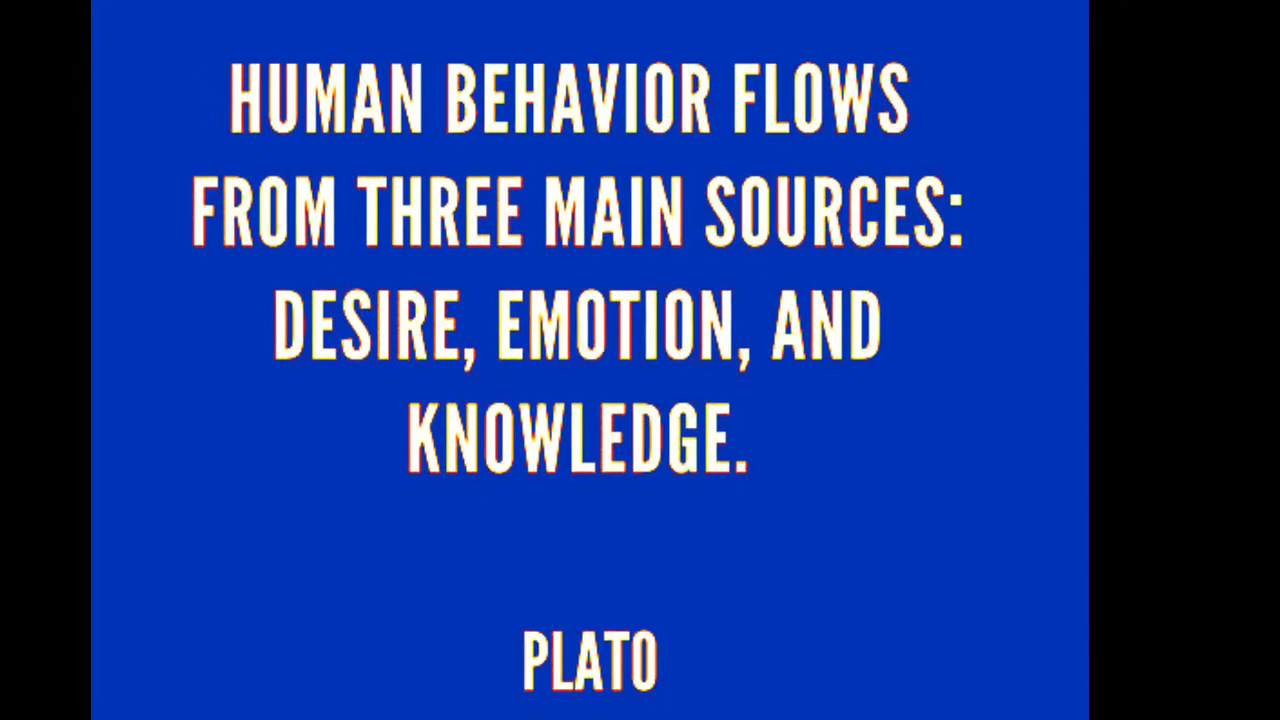 HUMAN BEHAVIOR FLOWS
FROM THREE MAIN SOURCES:
DESIRE, EMOTION, AND
KNOWLEDGE.
PLATO